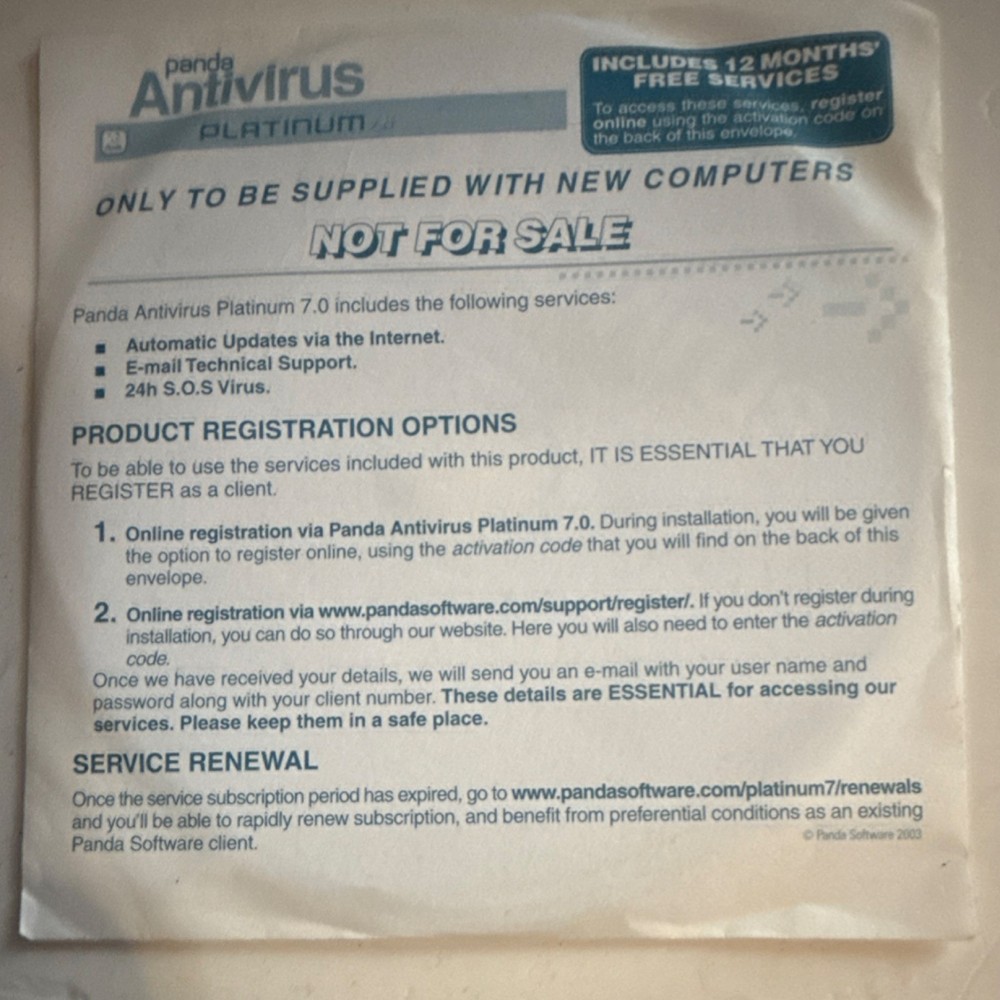 panda
Antivirus
PLATINUM 7.0
INCLUDES 12 MONTHS'
FREE SERVICES
To access these services, register
online using the activation code on
the back of this envelope.
ONLY TO BE SUPPLIED WITH NEW COMPUTERS
NOT FOR SALE
Panda Antivirus Platinum 7.0 includes the following services:
■ Automatic Updates via the Internet.
■ E-mail Technical Support.
■ 24h S.O.S Virus.
PRODUCT REGISTRATION OPTIONS
To be able to use the services included with this product, IT IS ESSENTIAL THAT YOU
REGISTER as a client.
1. Online registration via Panda Antivirus Platinum 7.0. During installation, you will be given
the option to register online, using the activation code that you will find on the back of this
envelope.
2. Online registration via www.pandasoftware.com/support/register/. If you don't register during
installation, you can do so through our website. Here you will also need to enter the activation
code.
Once we have received your details, we will send you an e-mail with your user name and
password along with your client number. These details are ESSENTIAL for accessing our
services. Please keep them in a safe place.
SERVICE RENEWAL
Once the service subscription period has expired, go to www.pandasoftware.com/platinum7/renewals
and you'll be able to rapidly renew subscription, and benefit from preferential conditions as an existing
Panda Software client.
© Panda Software 2003